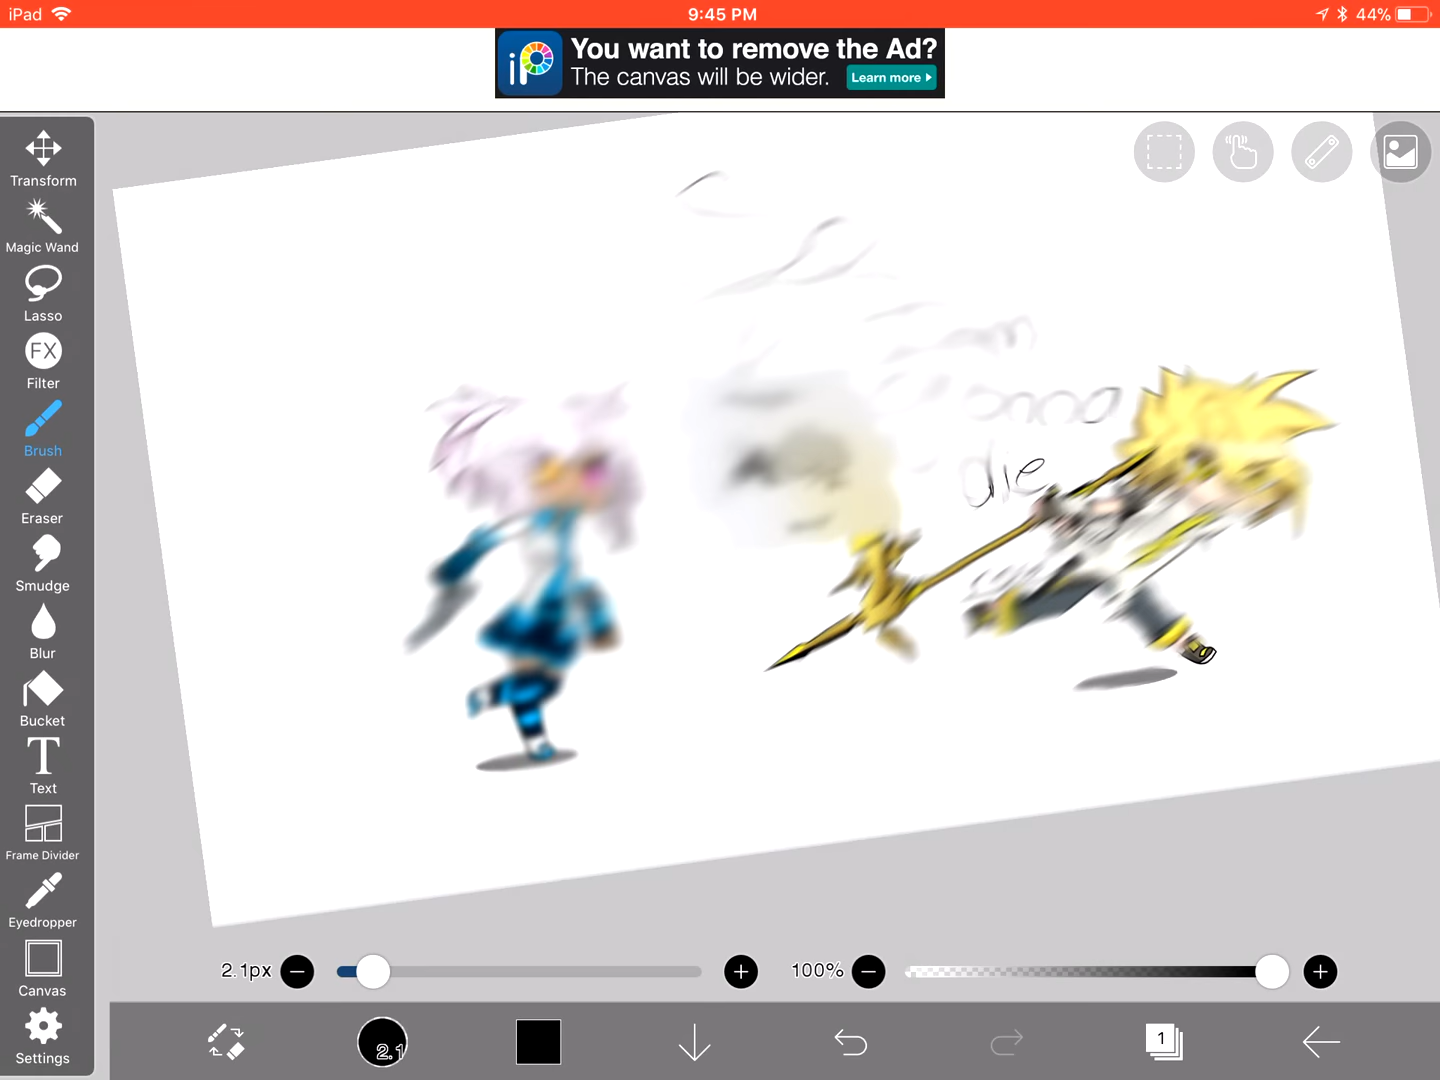 iPad 9:45 PM 44%
You want to remove the Ad?
The canvas will be wider. Learn more
Transform
Magic Wand
Lasso
FX
Filter
Brush
Eraser
Smudge
Blur
Bucket
T
Text
Frame Divider
Eyedropper
Canvas
Settings
die
2.1px 100%
2.1 1